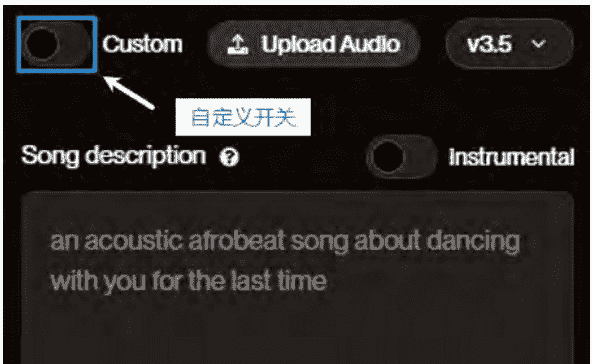 Custom
Upload Audio
v3.5
自定义开关
Song description
Instrumental
an acoustic afrobeat song about dancing
with you for the last time